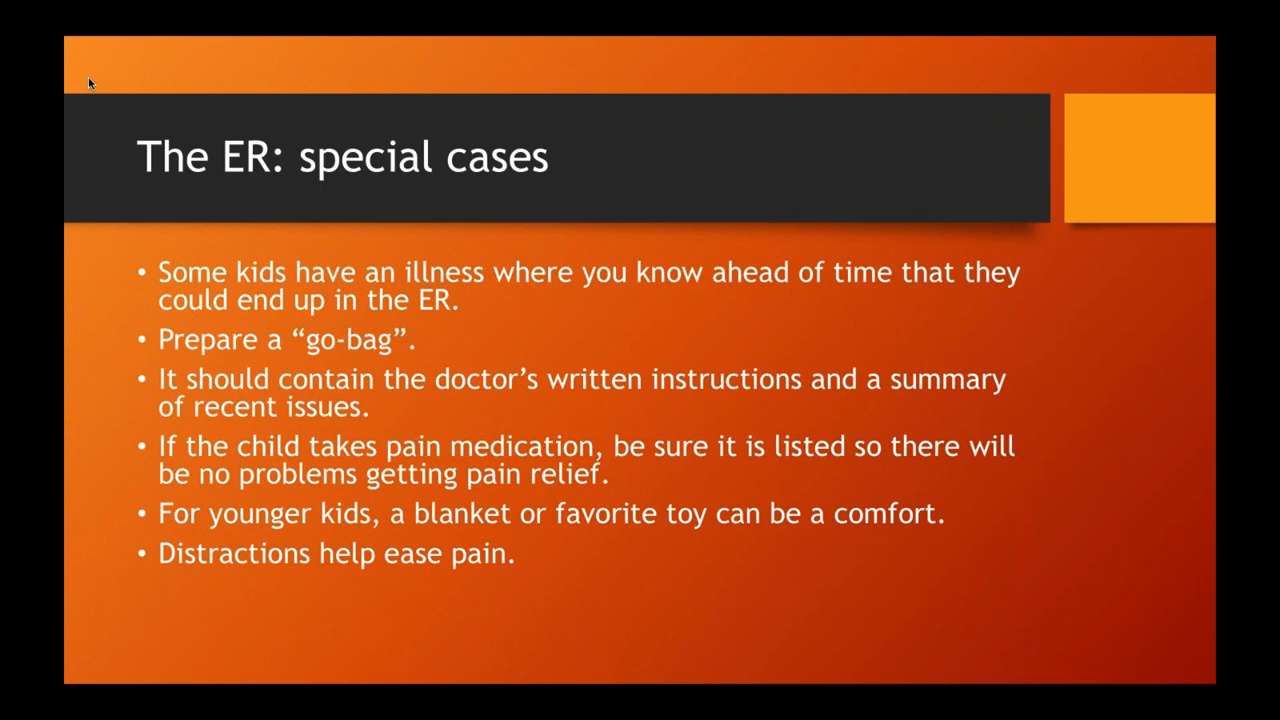 The ER: special cases
• Some kids have an illness where you know ahead of time that they
could end up in the ER.
• Prepare a “go-bag”.
• It should contain the doctor’s written instructions and a summary
of recent issues.
• If the child takes pain medication, be sure it is listed so there will
be no problems getting pain relief.
• For younger kids, a blanket or favorite toy can be a comfort.
• Distractions help ease pain.